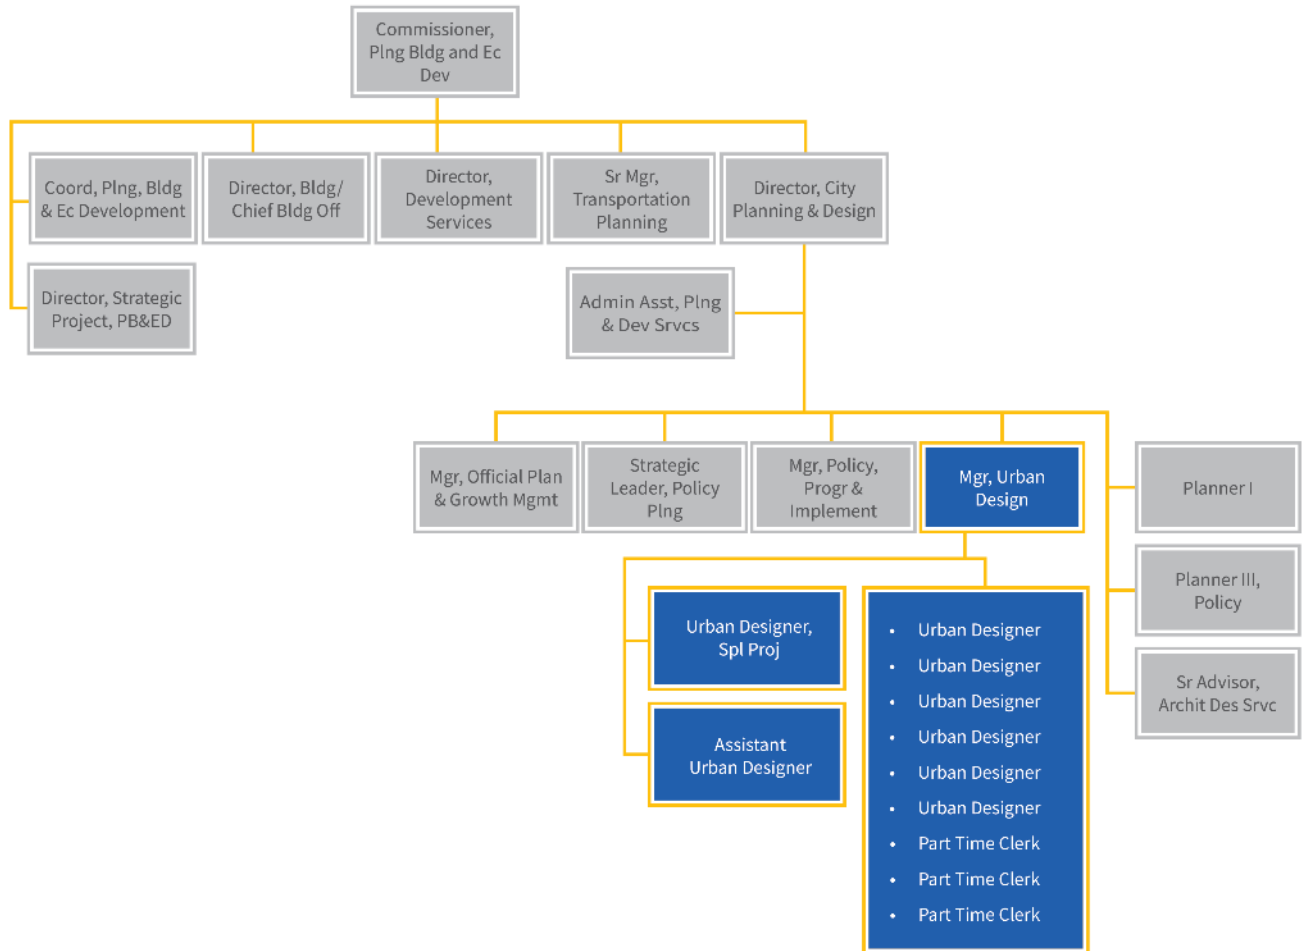 Commissioner,
Plng Bldg and Ec
Dev
Coord, Plng, Bldg
& Ec Development
Director, Bldg/
Chief Bldg Off
Director,
Development
Services
Sr Mgr,
Transportation
Planning
Director, City
Planning & Design
Director, Strategic
Project, PB&ED
Admin Asst, Plng
& Dev Srvcs
Mgr, Official Plan
& Growth Mgmt
Strategic
Leader, Policy
Plng
Mgr, Policy,
Progr &
Implement
Mgr, Urban
Design
Planner I
Planner III,
Policy
Sr Advisor,
Archit Des Srvc
Urban Designer,
Spl Proj
Assistant
Urban Designer
• Urban Designer
• Urban Designer
• Urban Designer
• Urban Designer
• Urban Designer
• Urban Designer
• Part Time Clerk
• Part Time Clerk
• Part Time Clerk